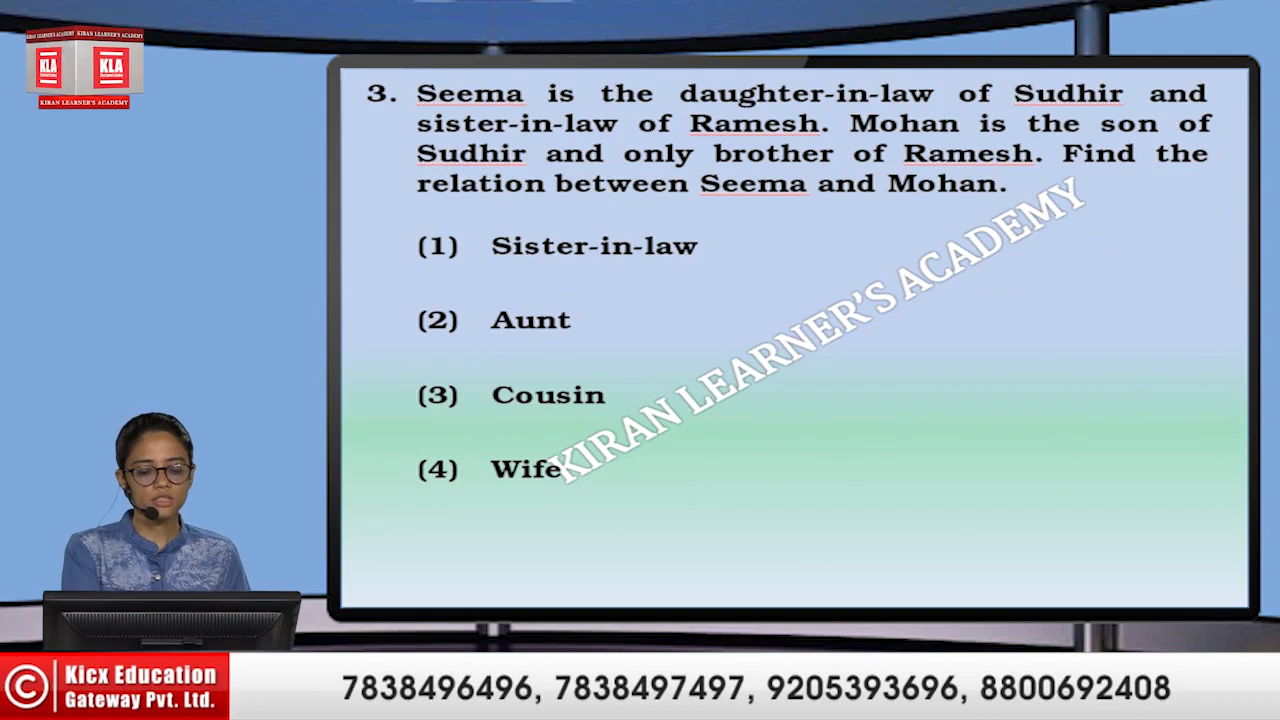 KIRAN LEARNER'S ACADEMY KIRAN LEARNER'S ACADEMY
KLA KLA
KIRAN LEARNER'S ACADEMY
3. Seema is the daughter-in-law of Sudhir and
sister-in-law of Ramesh. Mohan is the son of
Sudhir and only brother of Ramesh. Find the
relation between Seema and Mohan.
(1) Sister-in-law
(2) Aunt
(3) Cousin
(4) Wife
KIRAN LEARNER'S ACADEMY
© Kicx Education
Gateway Pvt. Ltd.
7838496496, 7838497497, 9205393696, 8800692408